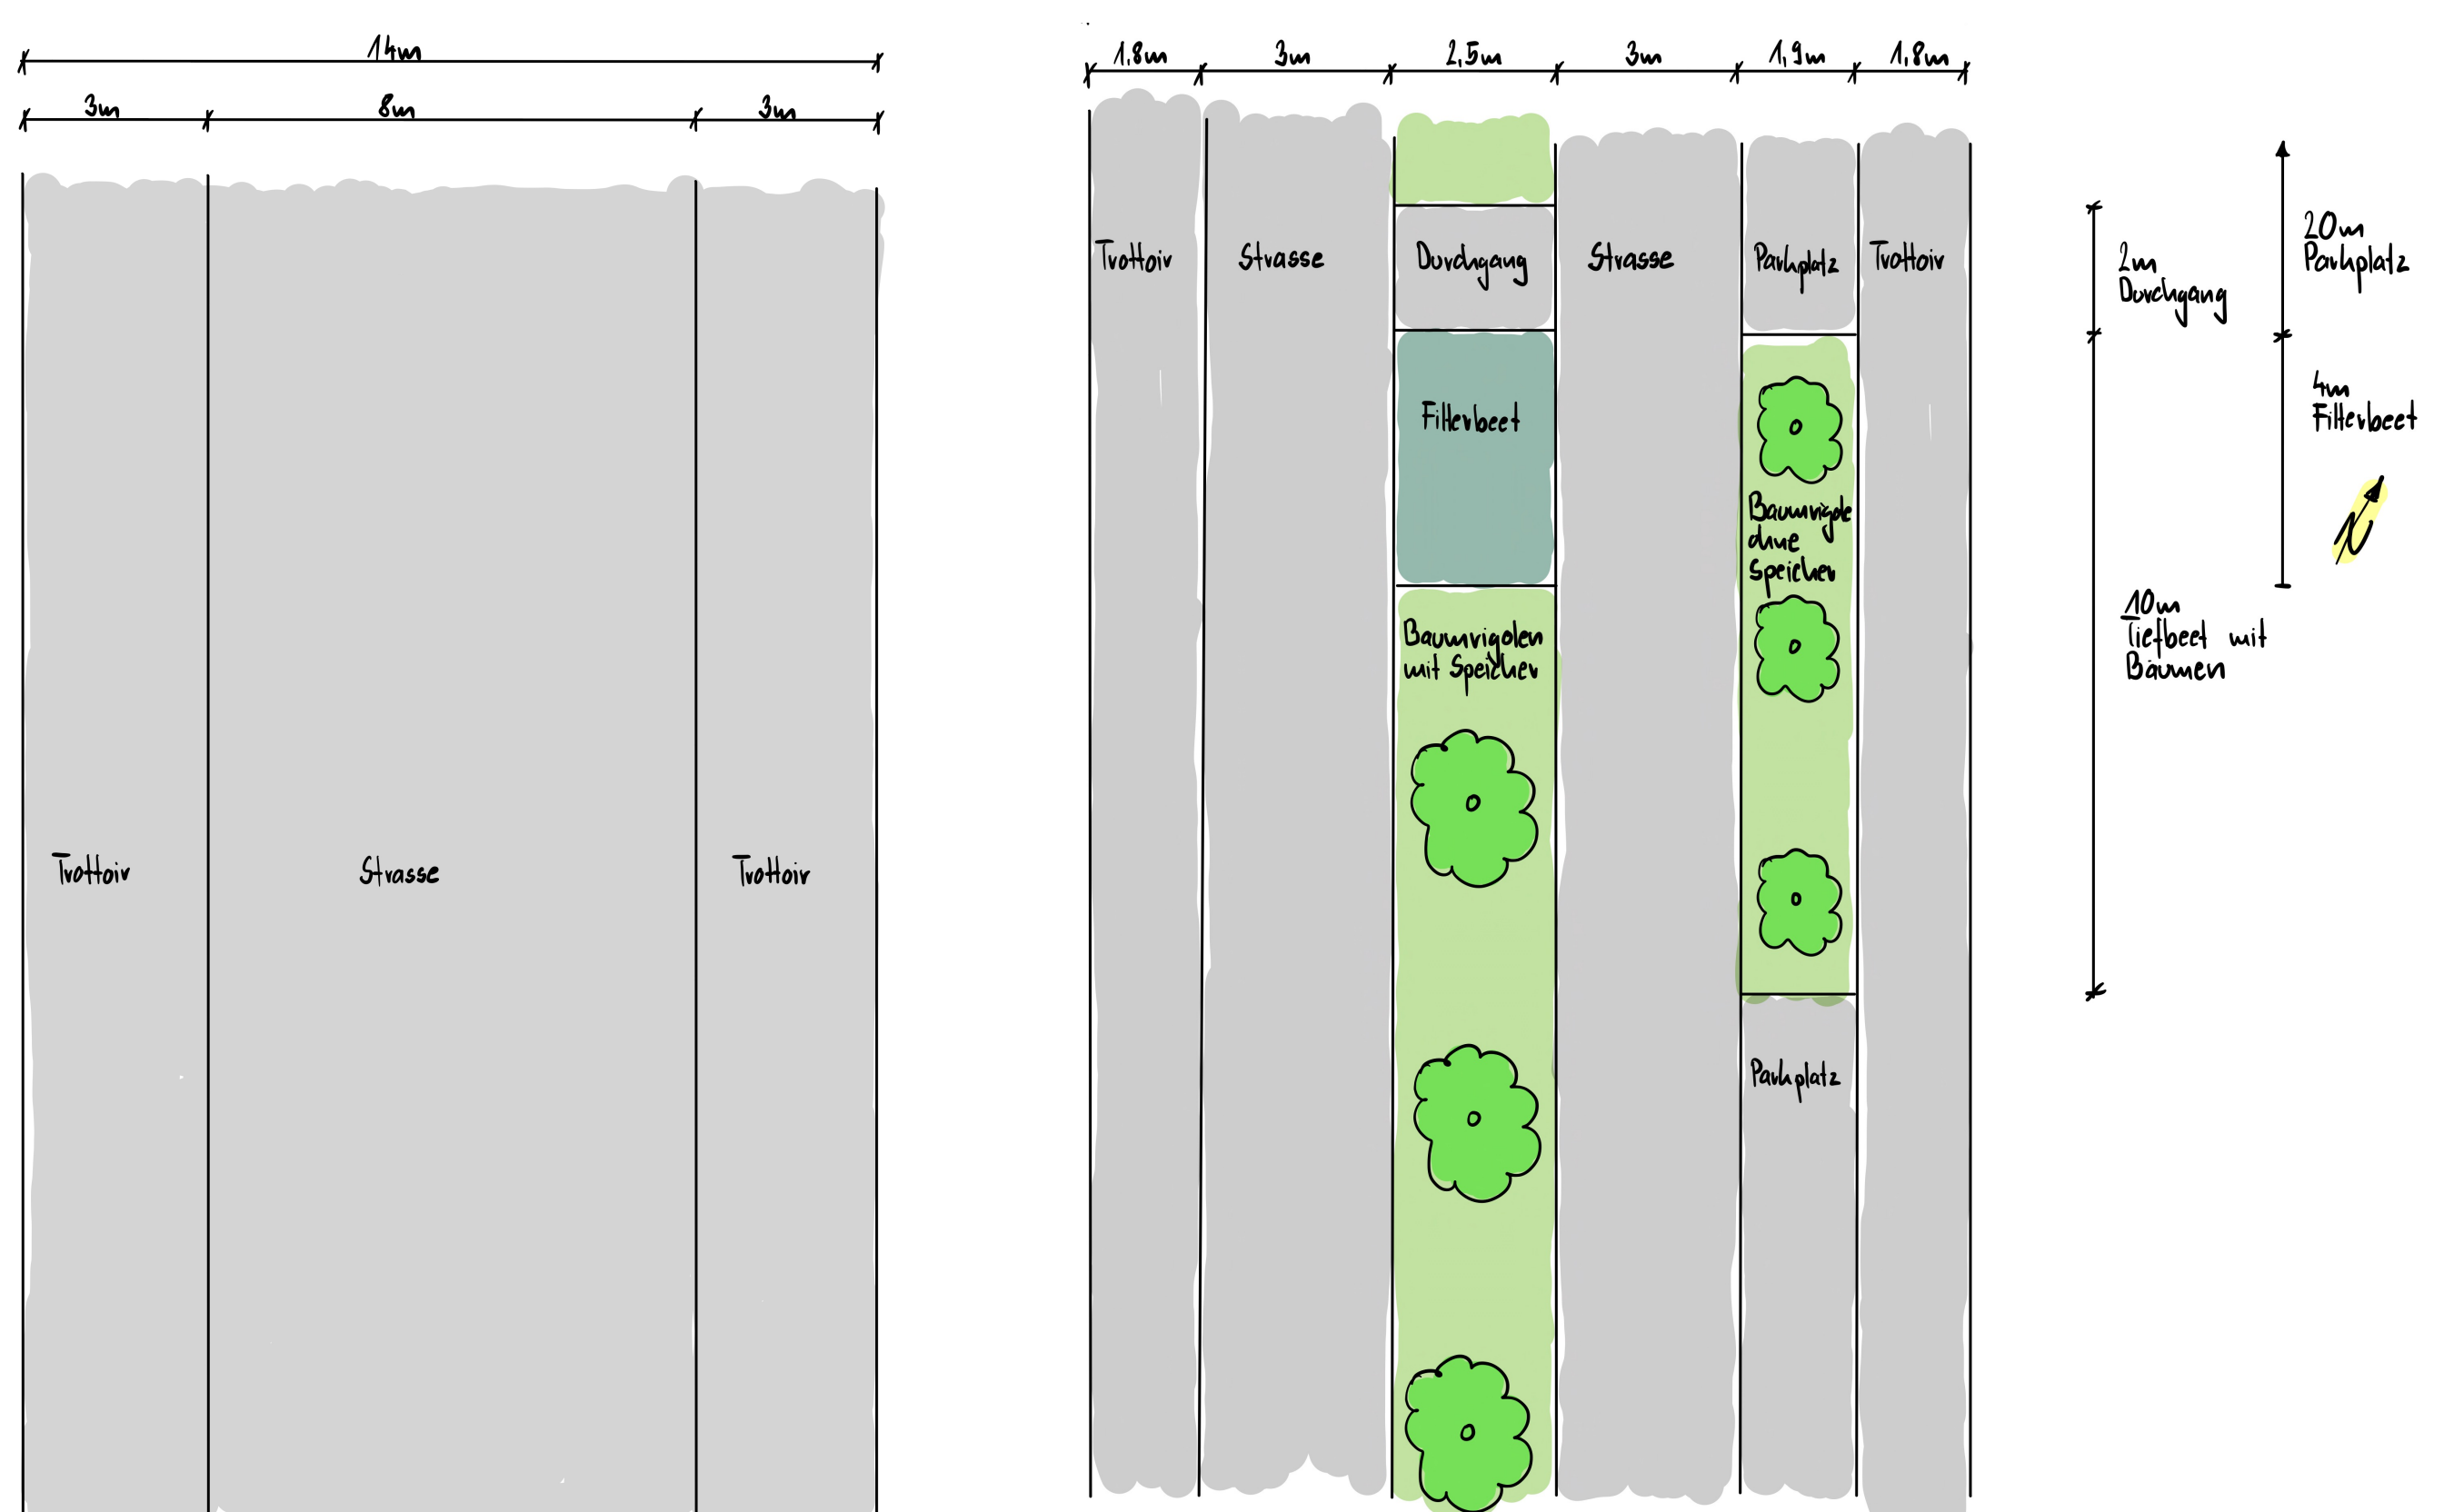 14m
3m 8m 3m
Trottoir Strasse Trottoir
1,8m 3m 2,5m 3m 1,9m 1,8m
Trottoir Strasse Durchgang Strasse Parkplatz Trottoir
Filterbeet
Baumrigolen
mit Speicher
Baumrigole
ohne
Speicher
Parkplatz
2m
Durchgang
10m
Tiefbeet mit
Bäumen
20m
Parkplatz
4m
Filterbeet